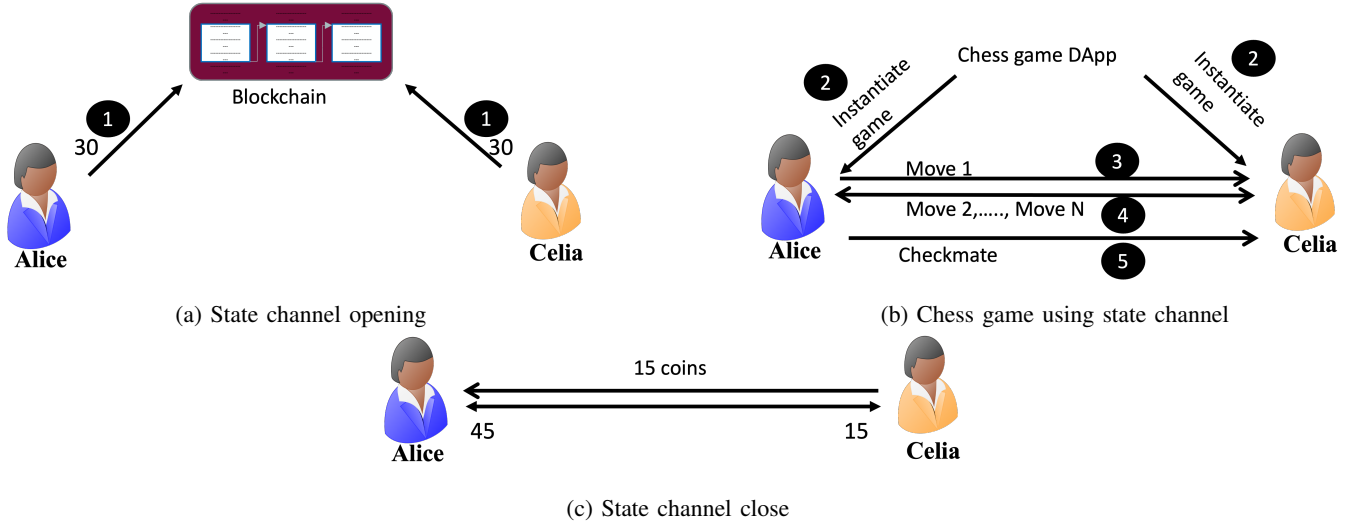 Blockchain
1
30
1
30
Alice
Celia
(a) State channel opening
Chess game DApp
2
Instantiate
game
2
Instantiate
game
Move 1
3
Move 2,....., Move N
4
Checkmate
5
Alice
Celia
(b) Chess game using state channel
15 coins
45
15
Alice
Celia
(c) State channel close